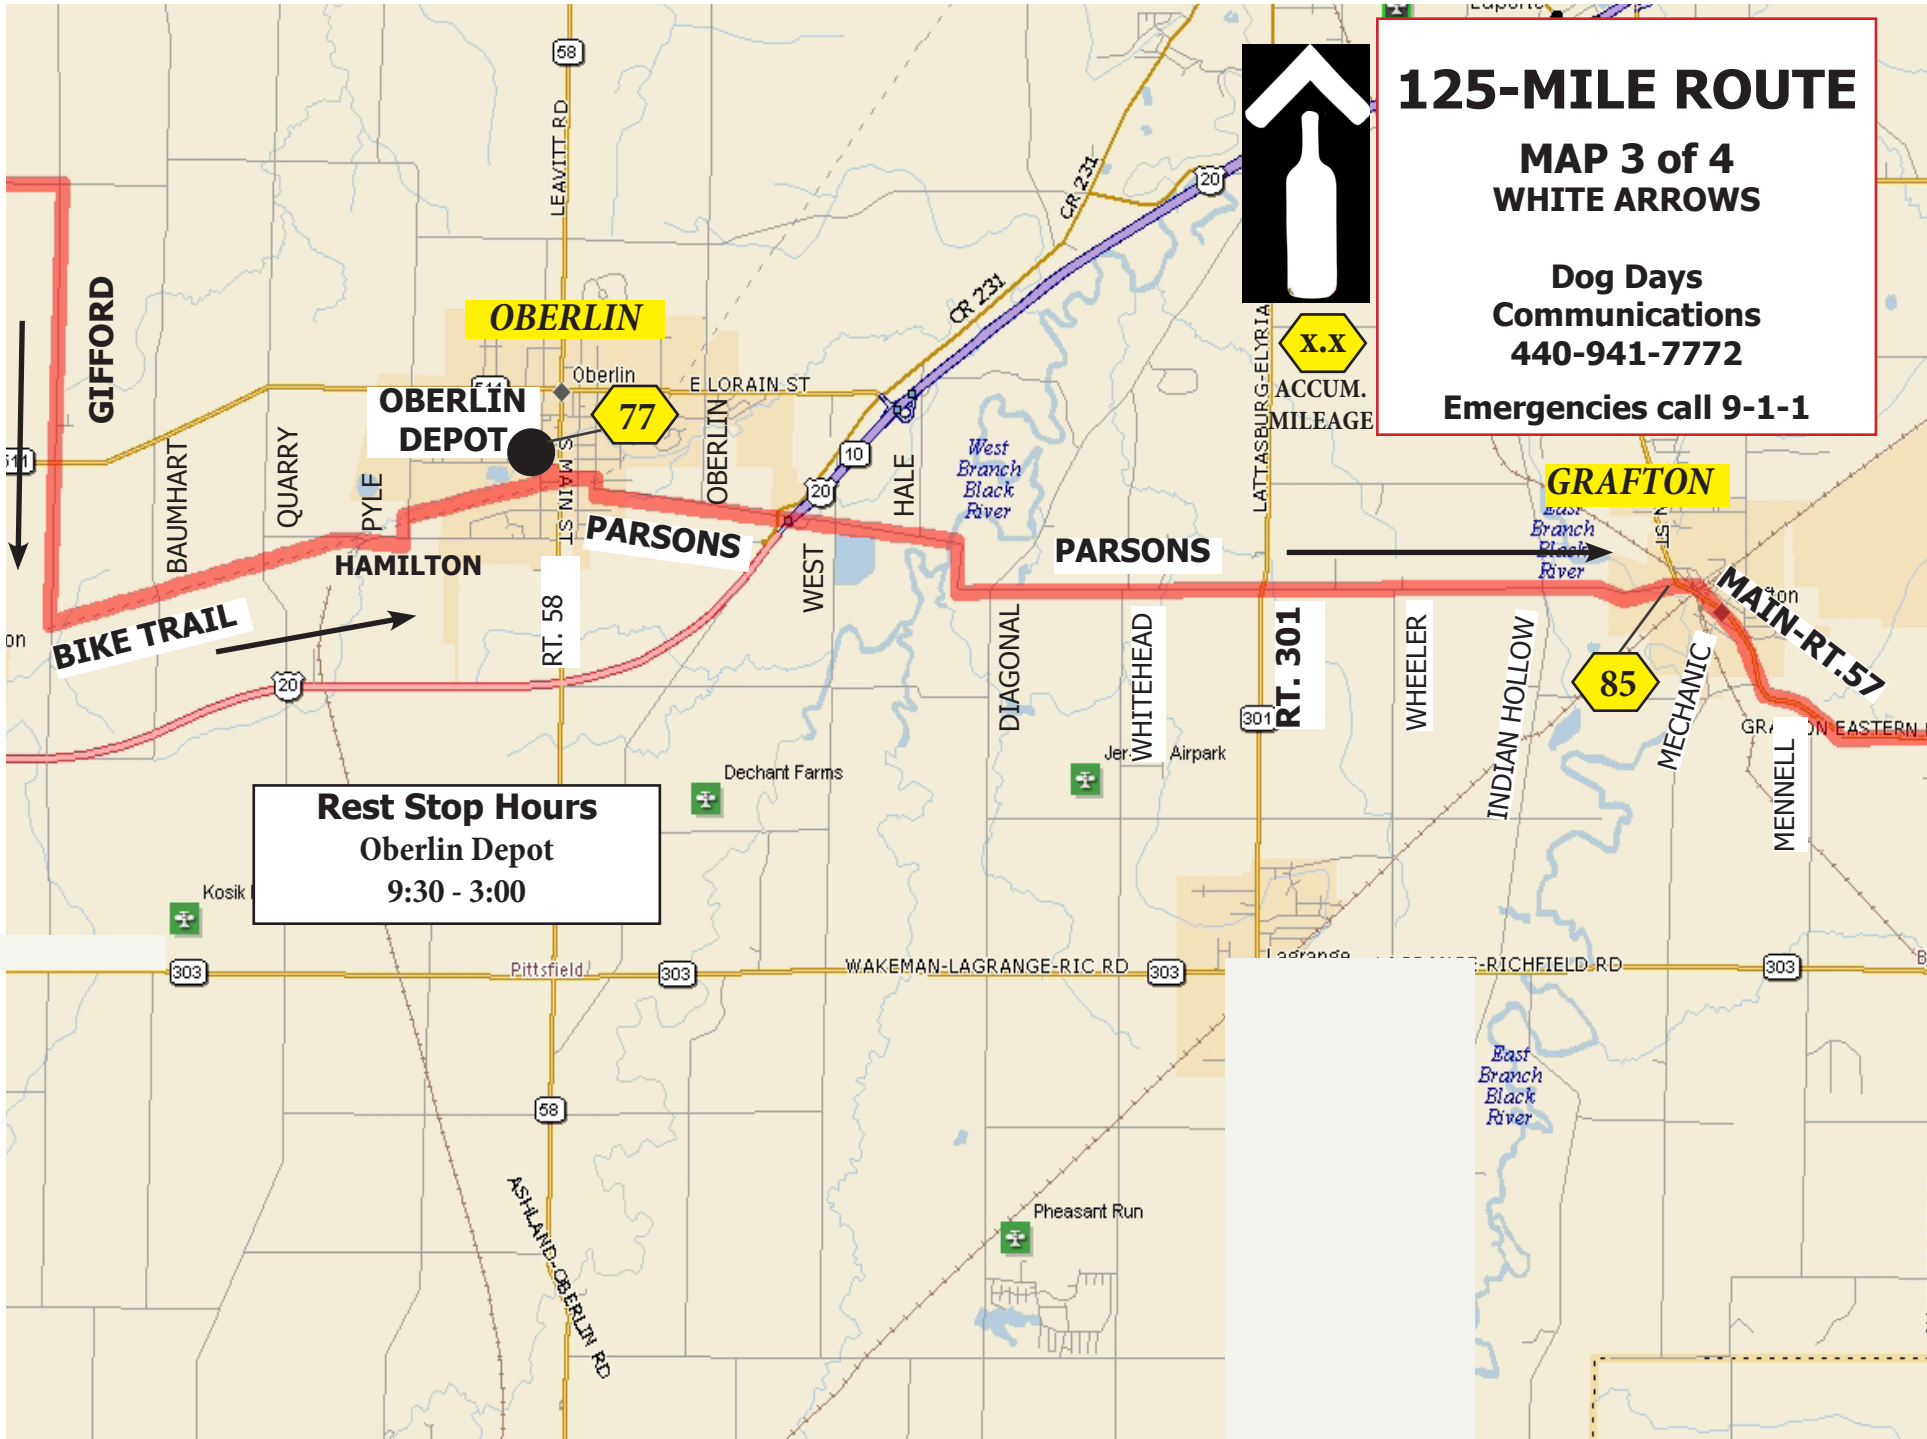 125-MILE ROUTE
MAP 3 of 4
WHITE ARROWS
Dog Days
Communications
440-941-7772
Emergencies call 9-1-1
x.x
ACCUM.
MILEAGE
58
LEAVITT RD
CR 231
20
CR 231
GIFFORD
OBERLIN
Oberlin
E LORAIN ST
511
OBERLIN
DEPOT
77
S MAIN ST
511
BAUMHART
QUARRY
PYLE
OBERLIN
10
20
HALE
West
Branch
Black
River
LATTASBURG-ELYRIA
GRAFTON
East
Branch
Black
River
N ST
HAMILTON
PARSONS
WEST
PARSONS
BIKE TRAIL
RT. 58
20
DIAGONAL
WHITEHEAD
RT. 301
301
WHEELER
INDIAN HOLLOW
85
MECHANIC
MAIN-RT.57
MENNELL
Dechant Farms
Airpark
Rest Stop Hours
Oberlin Depot
9:30 - 3:00
Kosik
303
Pittsfield
303
WAKEMAN-LAGRANGE-RIC RD
303
Lagrange
-RICHFIELD RD
303
58
ASHLAND-OBERLIN RD
East
Branch
Black
River
Pheasant Run